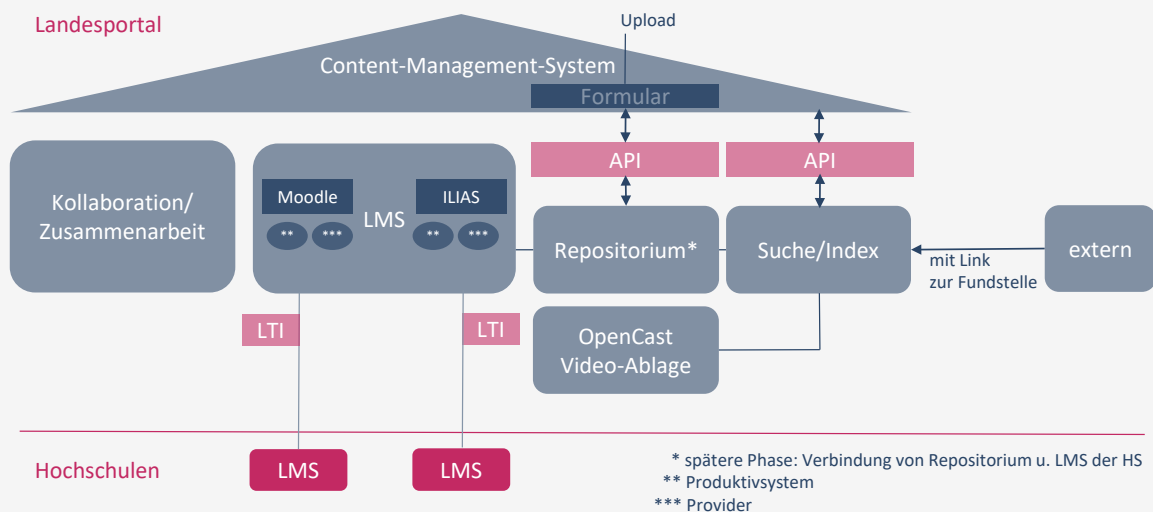 Landesportal
Upload
Content-Management-System
Formular
API
API
Kollaboration/
Zusammenarbeit
Moodle
ILIAS
LMS
**
***
**
***
Repositorium*
Suche/Index
mit Link
zur Fundstelle
extern
LTI
LTI
OpenCast
Video-Ablage
Hochschulen
LMS
LMS
* spätere Phase: Verbindung von Repositorium u. LMS der HS
** Produktivsystem
*** Provider